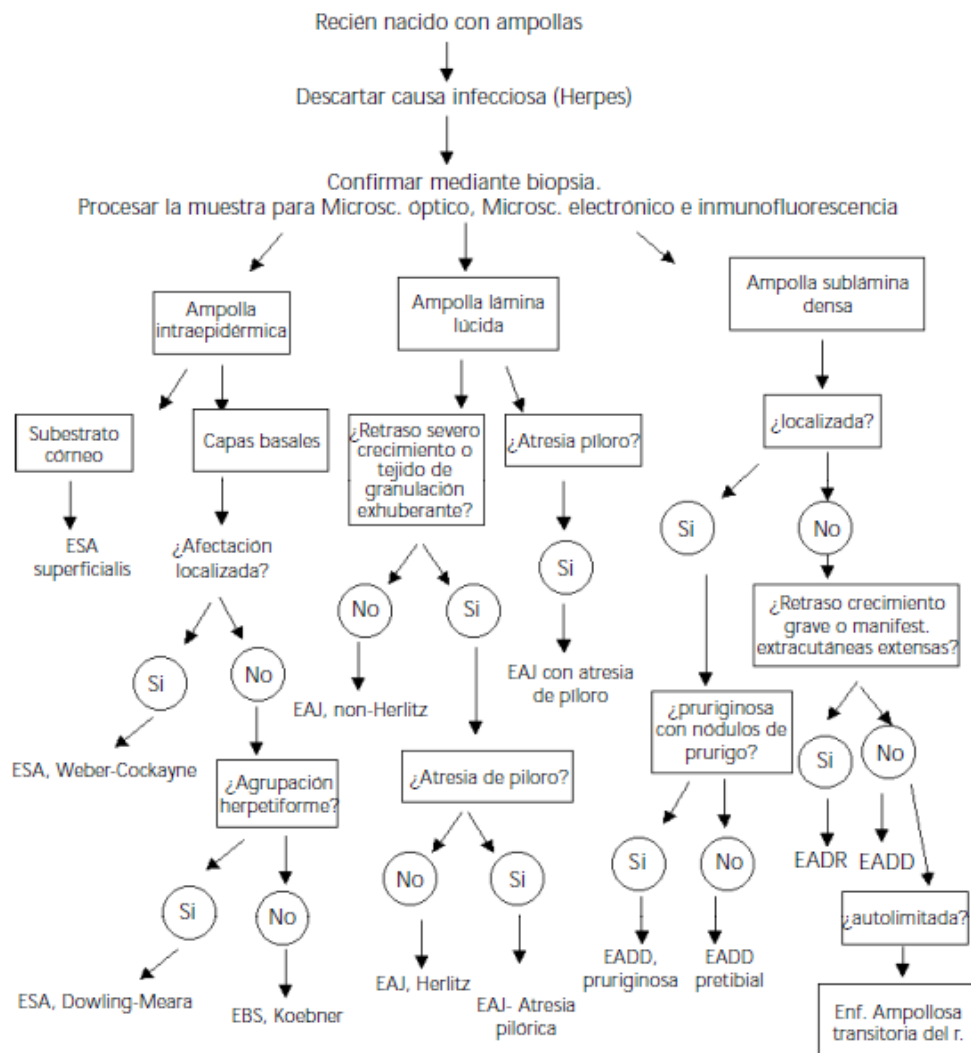 Recién nacido con ampollas
Descartar causa infecciosa (Herpes)
Confirmar mediante biopsia.
Procesar la muestra para Microsc. óptico, Microsc. electrónico e inmunofluorescencia
Ampolla
intraepidérmica
Ampolla lámina
lúcida
Ampolla sublámina
densa
Subestrato
córneo
Capas basales
¿Retraso severo
crecimiento o
tejido de
granulación
exhuberante?
¿Atresia píloro?
¿localizada?
ESA
superficialis
¿Afectación
localizada?
No
Si
Si
Si
No
Si
No
EAJ, non-Herlitz
EAJ con atresia
de píloro
¿Retraso crecimiento
grave o manifest.
extracutáneas extensas?
ESA, Weber-Cockayne
¿Agrupación
herpetiforme?
¿Atresia de píloro?
¿pruriginosa
con nódulos de
prurigo?
Si
No
EADR
EADD
Si
No
No
Si
Si
No
¿autolimitada?
ESA, Dowling-Meara
EBS, Koebner
EAJ, Herlitz
EAJ- Atresia
pilórica
EADD,
pruriginosa
EADD
pretibial
Enf. Ampollosa
transitoria del r.